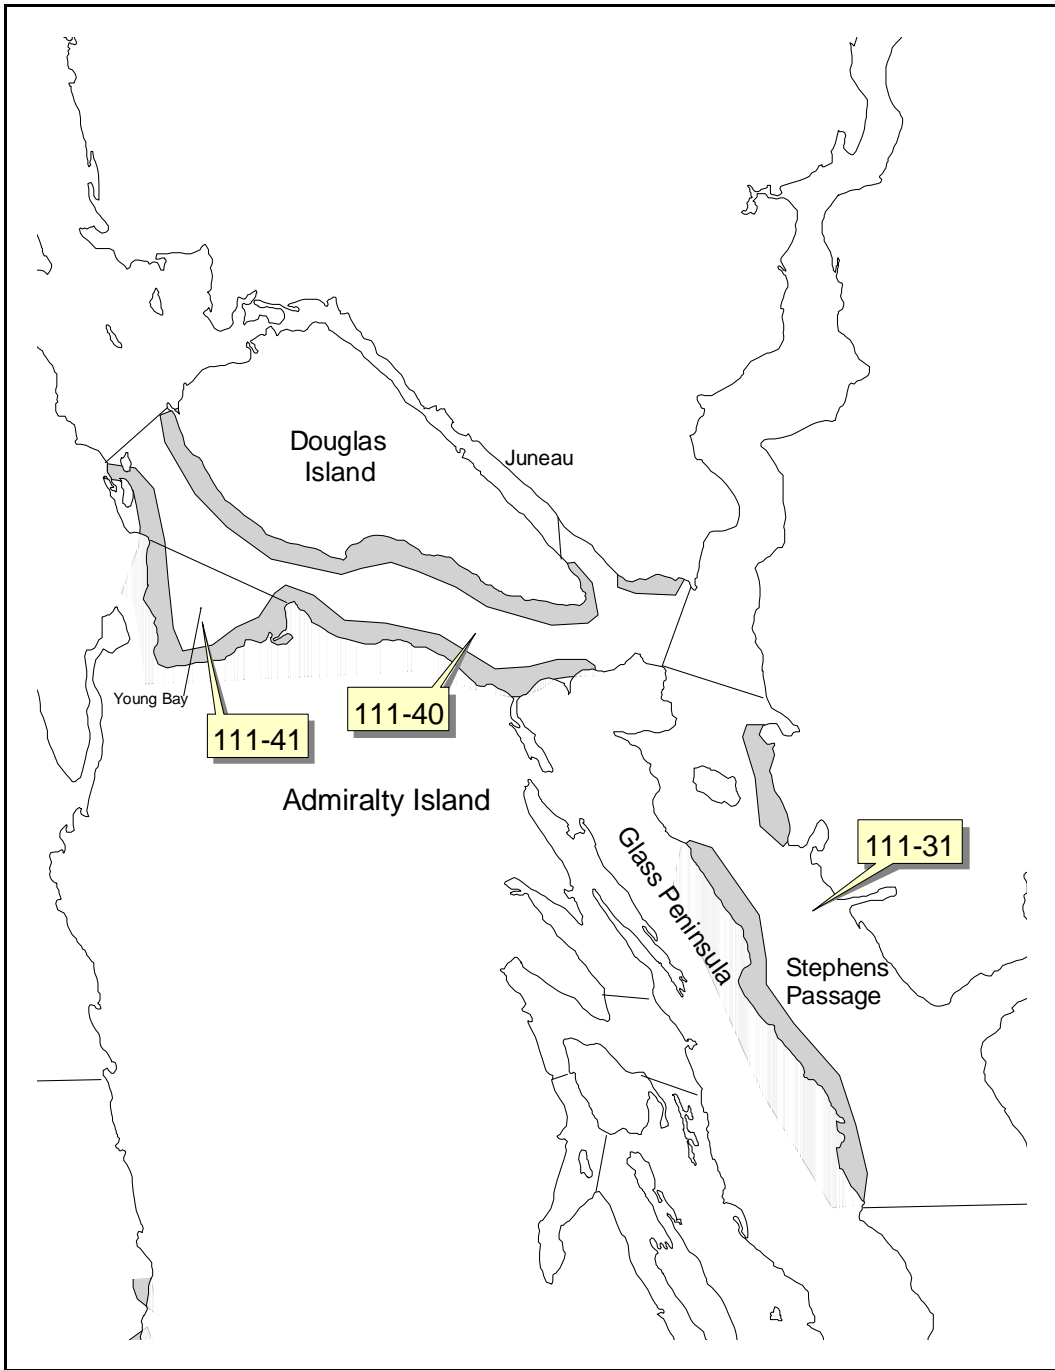 Douglas
Island
Juneau
Young Bay
111-41
111-40
Admiralty Island
Glass Peninsula
111-31
Stephens
Passage